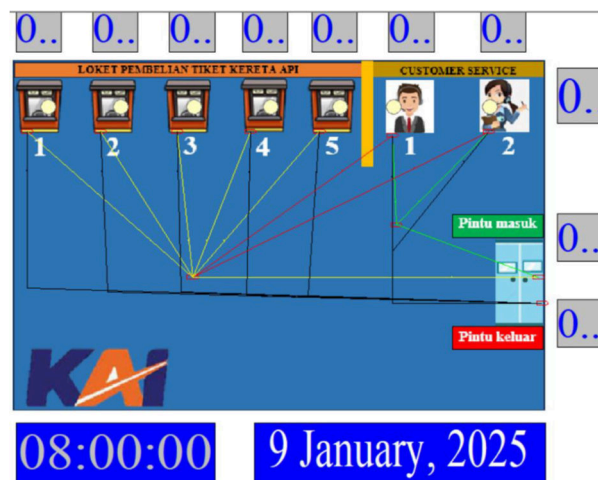 0.. 0.. 0.. 0.. 0.. 0.. 0..
LOKET PEMBELIAN TIKET KERETA API
CUSTOMER SERVICE
0..
1 2 3 4 5 1 2
Pintu masuk
0..
0..
Pintu keluar
KAI
08:00:00
9 January, 2025